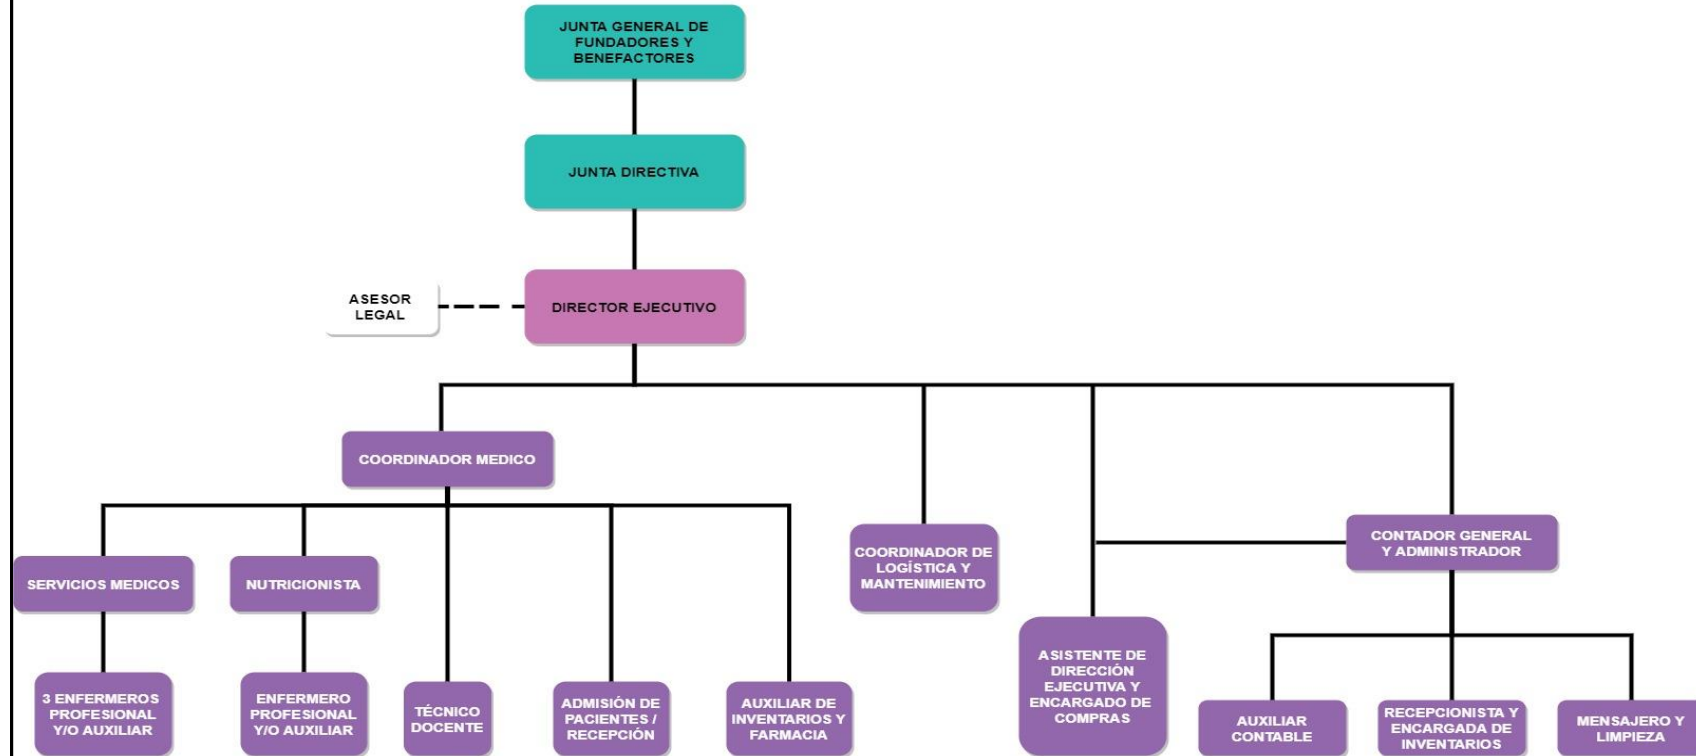 JUNTA GENERAL DE
FUNDADORES Y
BENEFACTORES
JUNTA DIRECTIVA
ASESOR
LEGAL
DIRECTOR EJECUTIVO
COORDINADOR MEDICO
SERVICIOS MEDICOS
NUTRICIONISTA
COORDINADOR DE
LOGÍSTICA Y
MANTENIMIENTO
CONTADOR GENERAL
Y ADMINISTRADOR
3 ENFERMEROS
PROFESIONAL
Y/O AUXILIAR
ENFERMERO
PROFESIONAL
Y/O AUXILIAR
TÉCNICO
DOCENTE
ADMISIÓN DE
PACIENTES /
RECEPCIÓN
AUXILIAR DE
INVENTARIOS Y
FARMACIA
ASISTENTE DE
DIRECCIÓN
EJECUTIVA Y
ENCARGADO DE
COMPRAS
AUXILIAR
CONTABLE
RECEPCIONISTA Y
ENCARGADA DE
INVENTARIOS
MENSAJERO Y
LIMPIEZA